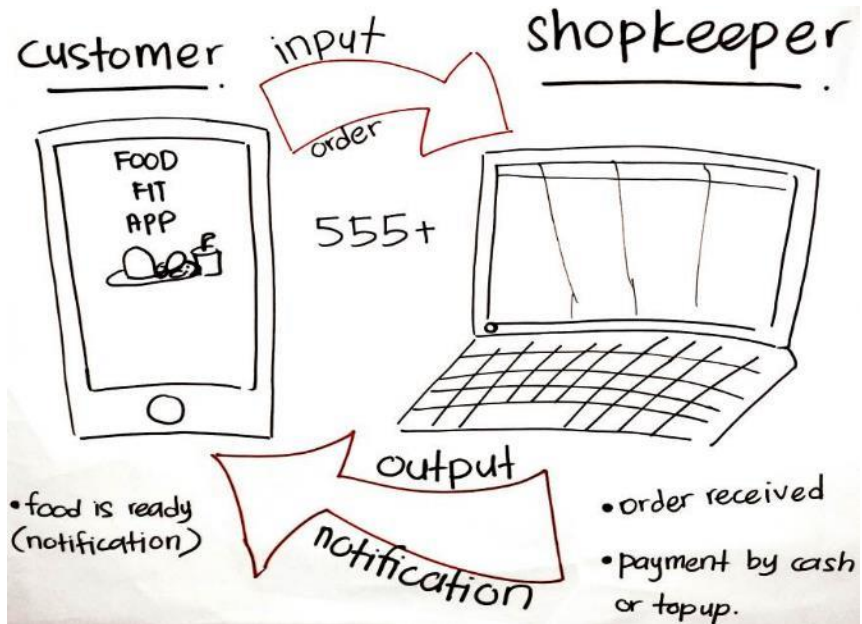 customer
input
order
shopkeeper
FOOD
FIT
APP
555+
output
notification
• food is ready
(notification)
• order received
• payment by cash
or topup.